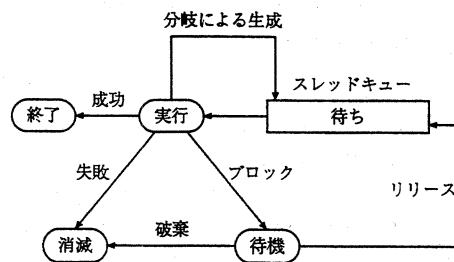 分岐による生成
スレッドキュー
成功
終了
実行
待ち
失敗
ブロック
リリース
破棄
消滅
待機